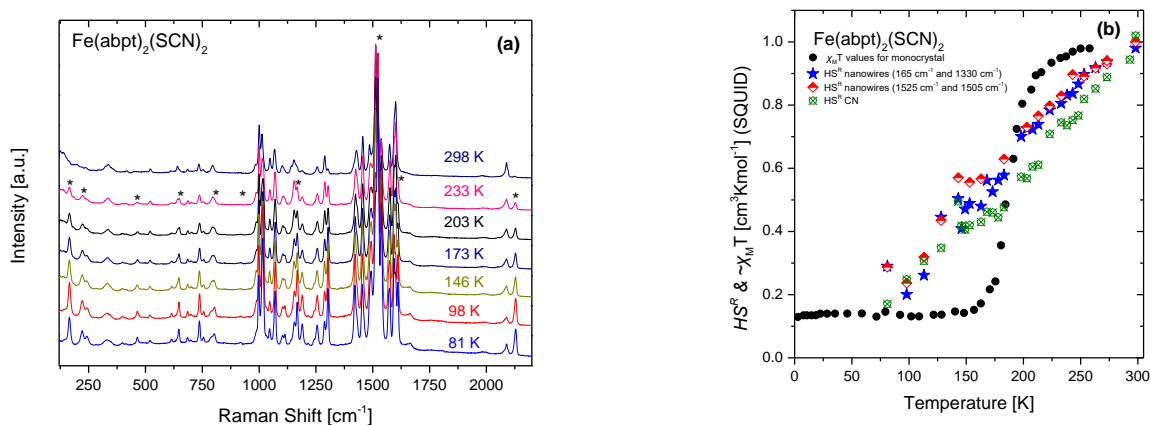 Fe(abpt)₂(SCN)₂
(a)
*
298 K
* * * * * * * * *
233 K
203 K
173 K
146 K
98 K
81 K
Intensity [a.u.]
250 500 750 1000 1250 1500 1750 2000
Raman Shift [cm⁻¹]
(b)
Fe(abpt)₂(SCN)₂
χMT values for monocrystal
HSᴿ nanowires (165 cm⁻¹ and 1330 cm⁻¹)
HSᴿ nanowires (1525 cm⁻¹ and 1505 cm⁻¹)
HSᴿ CN
HSᴿ & ~χMT [cm³Kmol⁻¹] (SQUID)
1.0
0.8
0.6
0.4
0.2
0.0
0 50 100 150 200 250 300
Temperature [K]